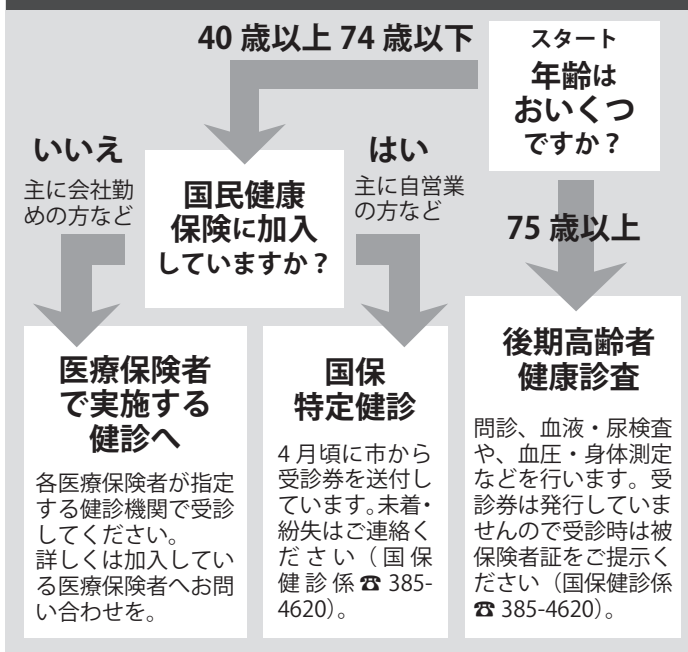 スタート
年齢は
おいくつ
ですか？
40 歳以上 74 歳以下
国民健康
保険に加入
していますか？
いいえ
主に会社勤
めの方など
はい
主に自営業
の方など
75 歳以上
医療保険者
で実施する
健診へ
各医療保険者が指定
する健診機関で受診
してください。
詳しくは加入してい
る医療保険者へお問
い合わせを。
国保
特定健診
4 月頃に市から
受診券を送付し
ています。未着・
紛失はご連絡く
ださい（国保
健診係☎ 385-
4620）。
後期高齢者
健康診査
問診、血液・尿検査
や、血圧・身体測定
などを行います。受
診券は発行していま
せんので受診時は被
保険者証をご提示く
ださい（国保健診係
☎ 385-4620）。